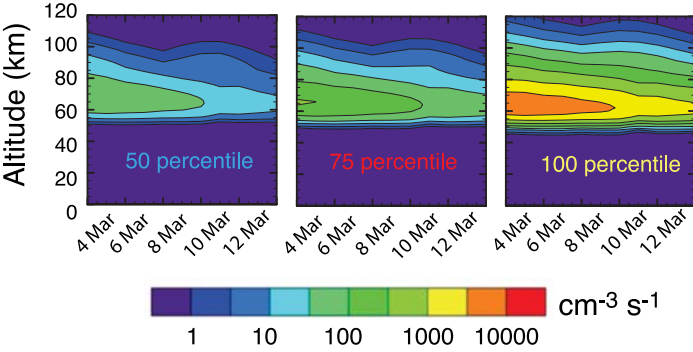 Altitude (km)
120
100
80
60
40
20
0
50 percentile
75 percentile
100 percentile
4 Mar 6 Mar 8 Mar 10 Mar 12 Mar
4 Mar 6 Mar 8 Mar 10 Mar 12 Mar
4 Mar 6 Mar 8 Mar 10 Mar 12 Mar
1 10 100 1000 10000
cm-3 s-1